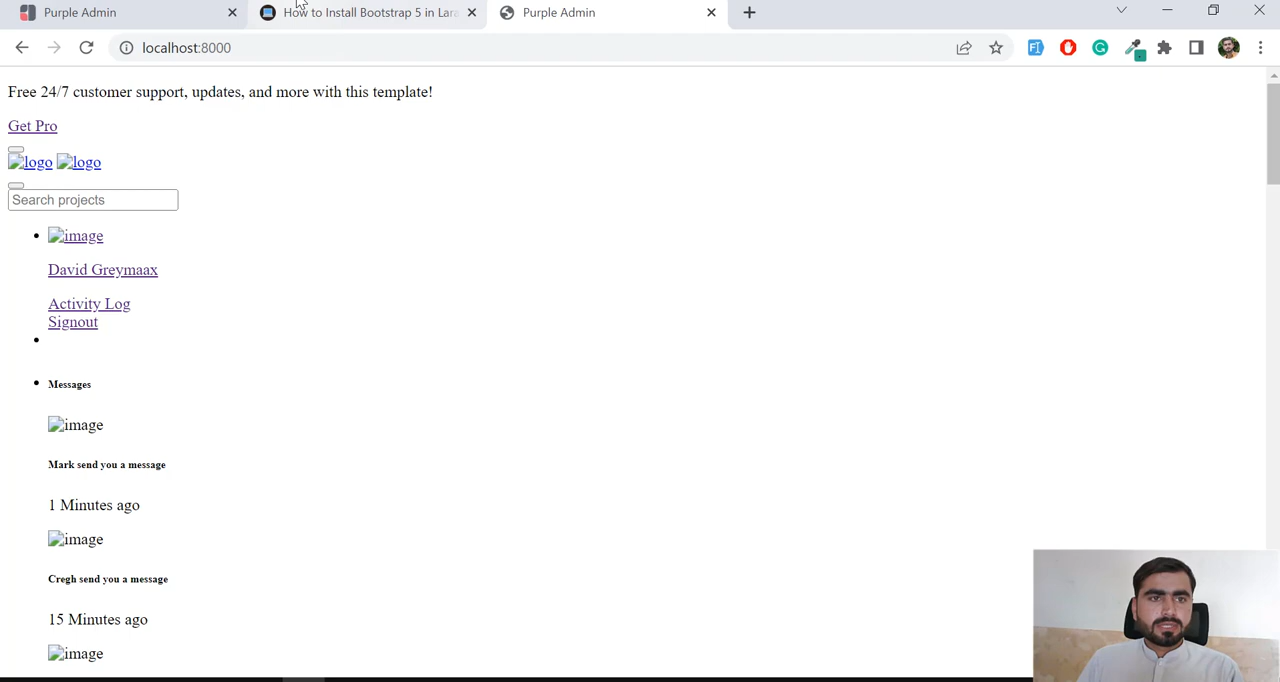 Purple Admin
How to Install Bootstrap 5 in Lara
Purple Admin
localhost:8000
Free 24/7 customer support, updates, and more with this template!
Get Pro
logo logo
Search projects
image
David Greymaax
Activity Log
Signout
Messages
image
Mark send you a message
1 Minutes ago
image
Cregh send you a message
15 Minutes ago
image